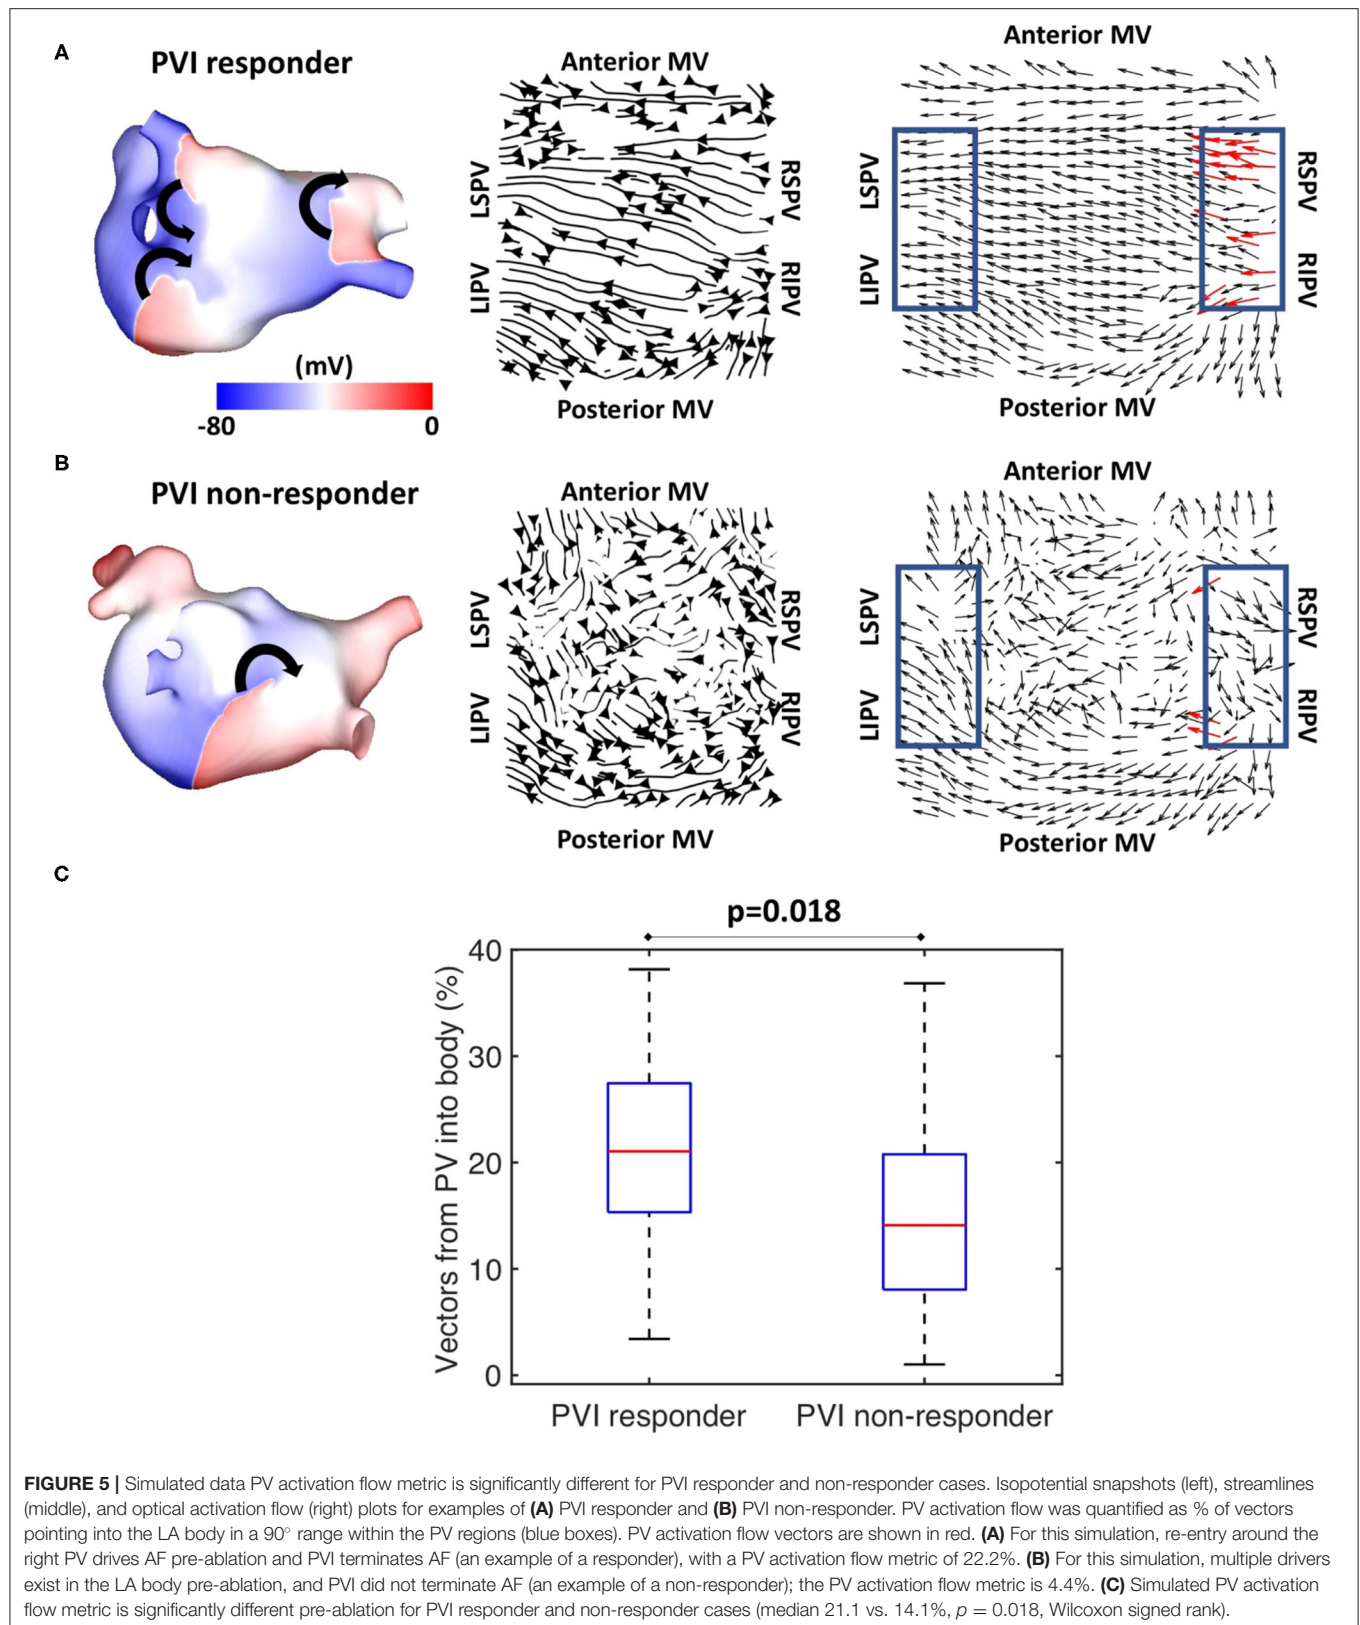 A
PVI responder
(mV)
-80
0
Anterior MV
LSPV
LIPV
RSPV
RIPV
Posterior MV
Anterior MV
LSPV
LIPV
RSPV
RIPV
Posterior MV
B
PVI non-responder
Anterior MV
LSPV
LIPV
RSPV
RIPV
Posterior MV
Anterior MV
LSPV
LIPV
RSPV
RIPV
Posterior MV
C
p=0.018
Vectors from PV into body (%)
40
30
20
10
0
PVI responder
PVI non-responder
FIGURE 5 | Simulated data PV activation flow metric is significantly different for PVI responder and non-responder cases. Isopotential snapshots (left), streamlines
(middle), and optical activation flow (right) plots for examples of (A) PVI responder and (B) PVI non-responder. PV activation flow was quantified as % of vectors
pointing into the LA body in a 90° range within the PV regions (blue boxes). PV activation flow vectors are shown in red. (A) For this simulation, re-entry around the
right PV drives AF pre-ablation and PVI terminates AF (an example of a responder), with a PV activation flow metric of 22.2%. (B) For this simulation, multiple drivers
exist in the LA body pre-ablation, and PVI did not terminate AF (an example of a non-responder); the PV activation flow metric is 4.4%. (C) Simulated PV activation
flow metric is significantly different pre-ablation for PVI responder and non-responder cases (median 21.1 vs. 14.1%, p = 0.018, Wilcoxon signed rank).